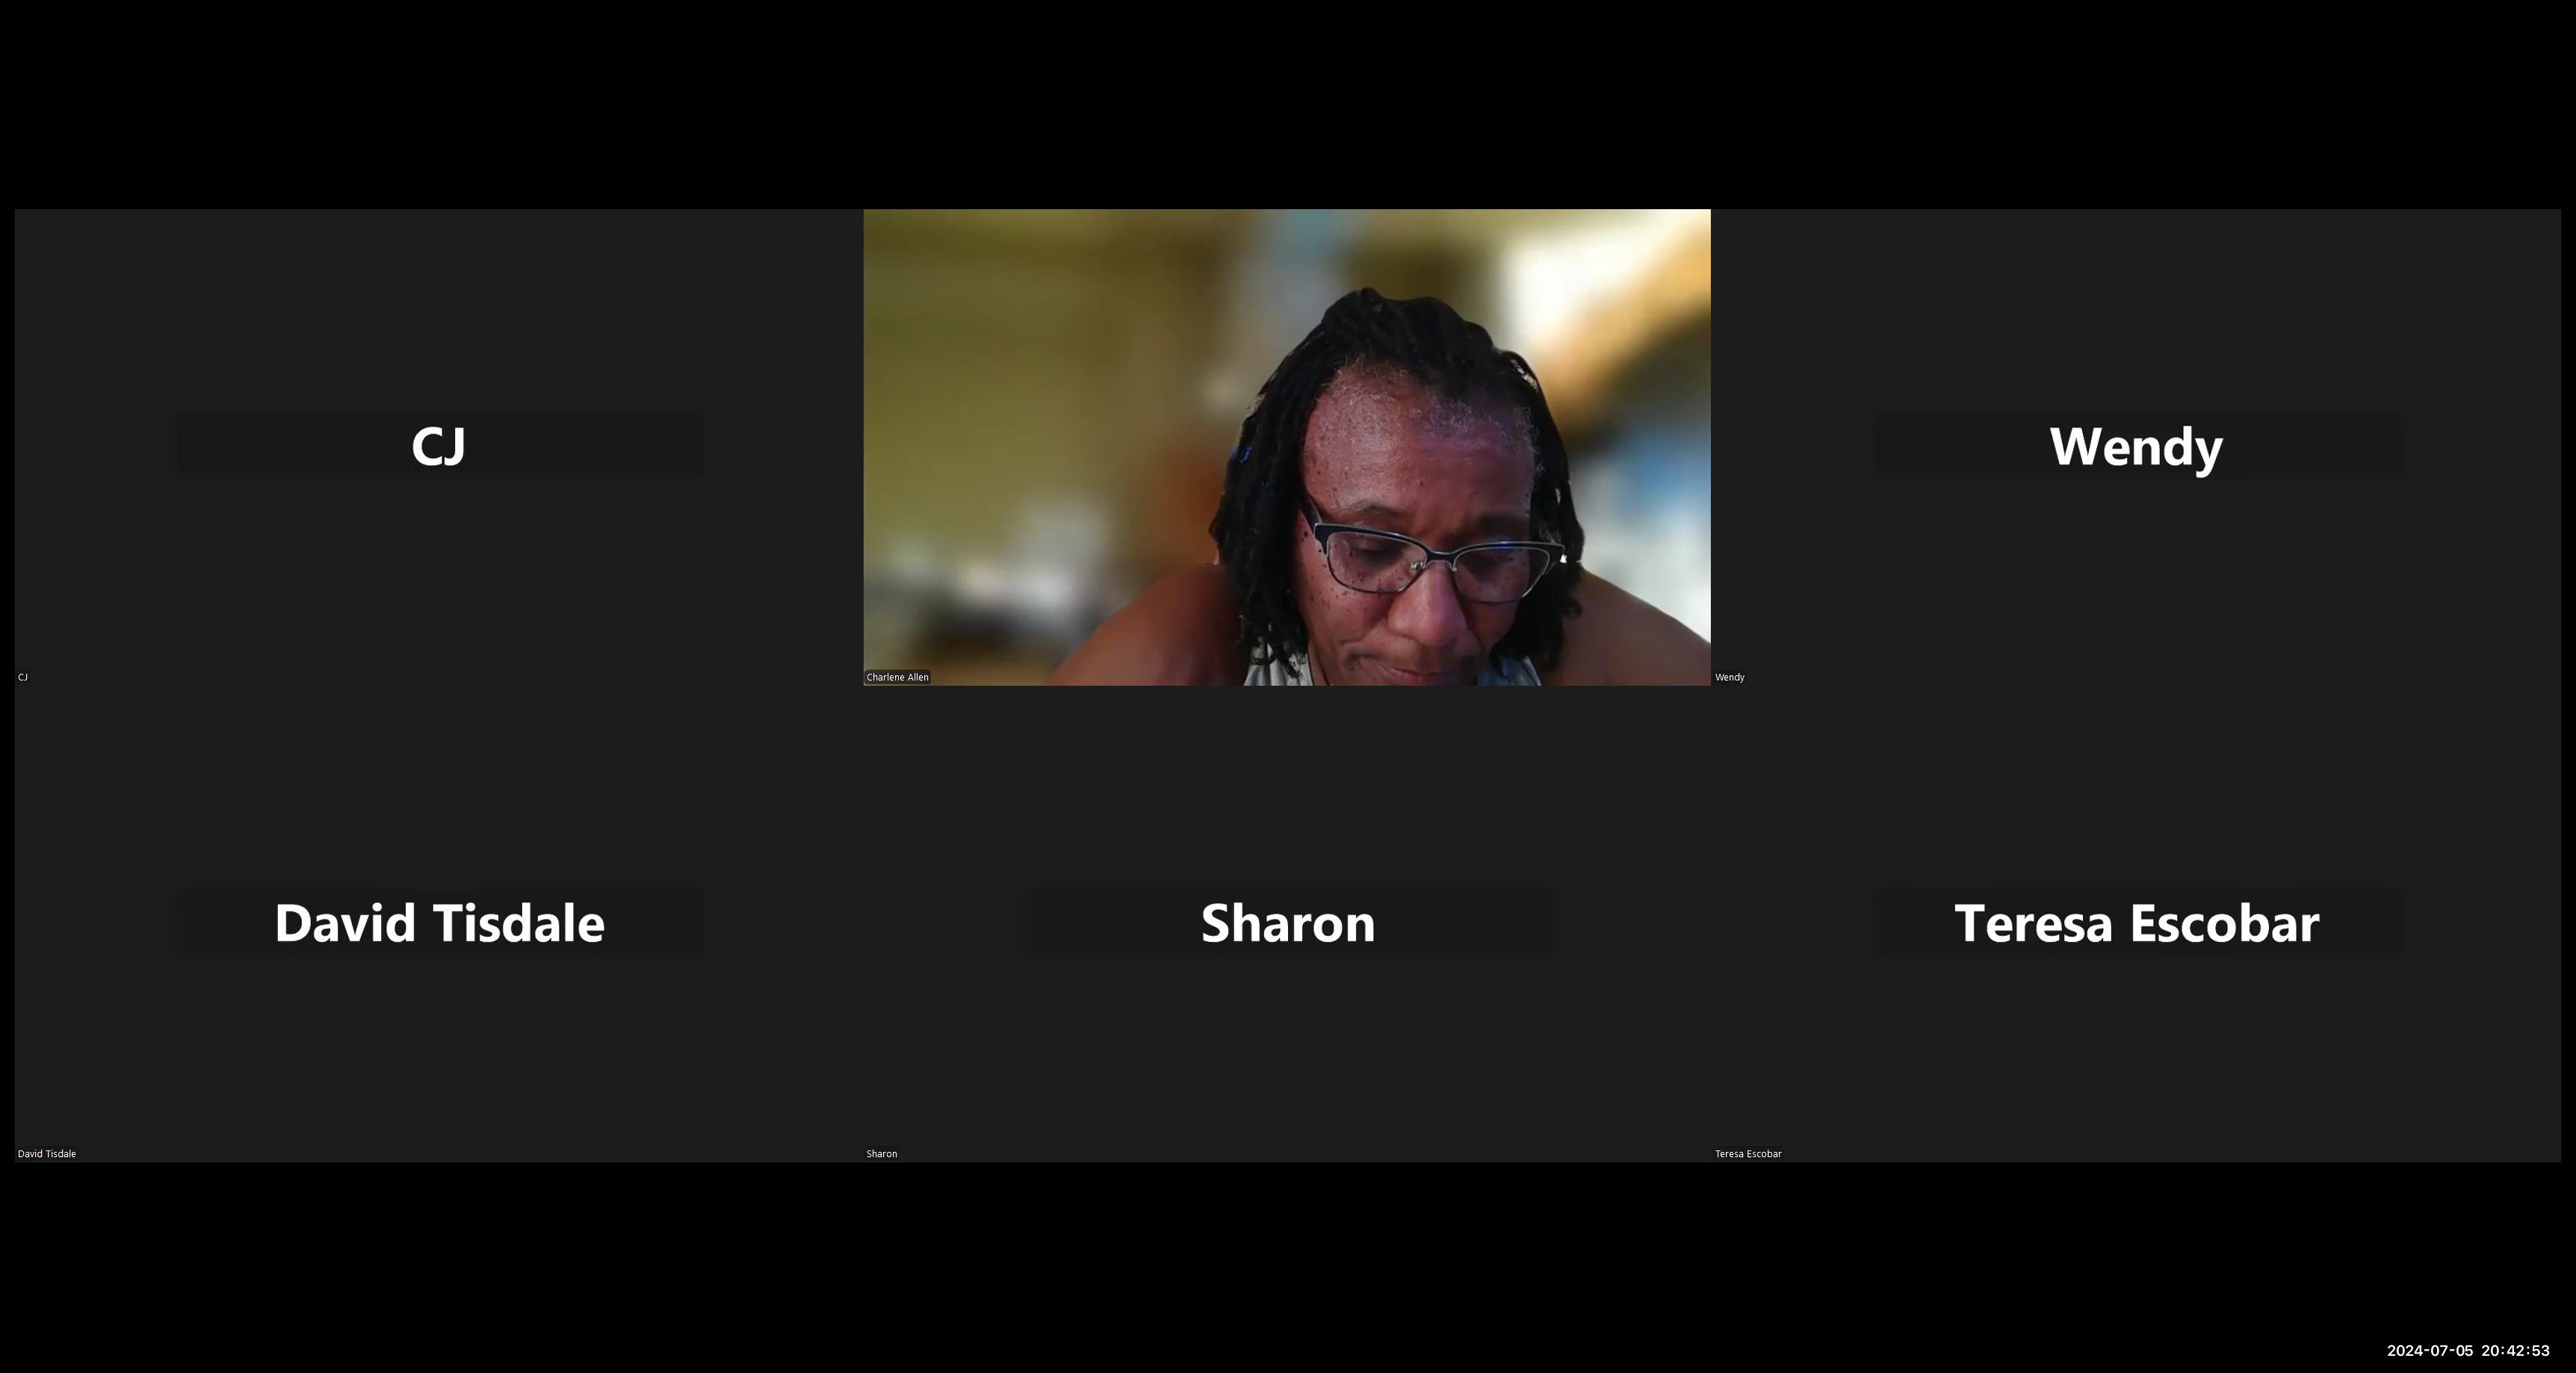 CJ
Wendy
CJ
Charlene Allen
Wendy
David Tisdale
Sharon
Teresa Escobar
David Tisdale
Sharon
Teresa Escobar
2024-07-05 20:42:53